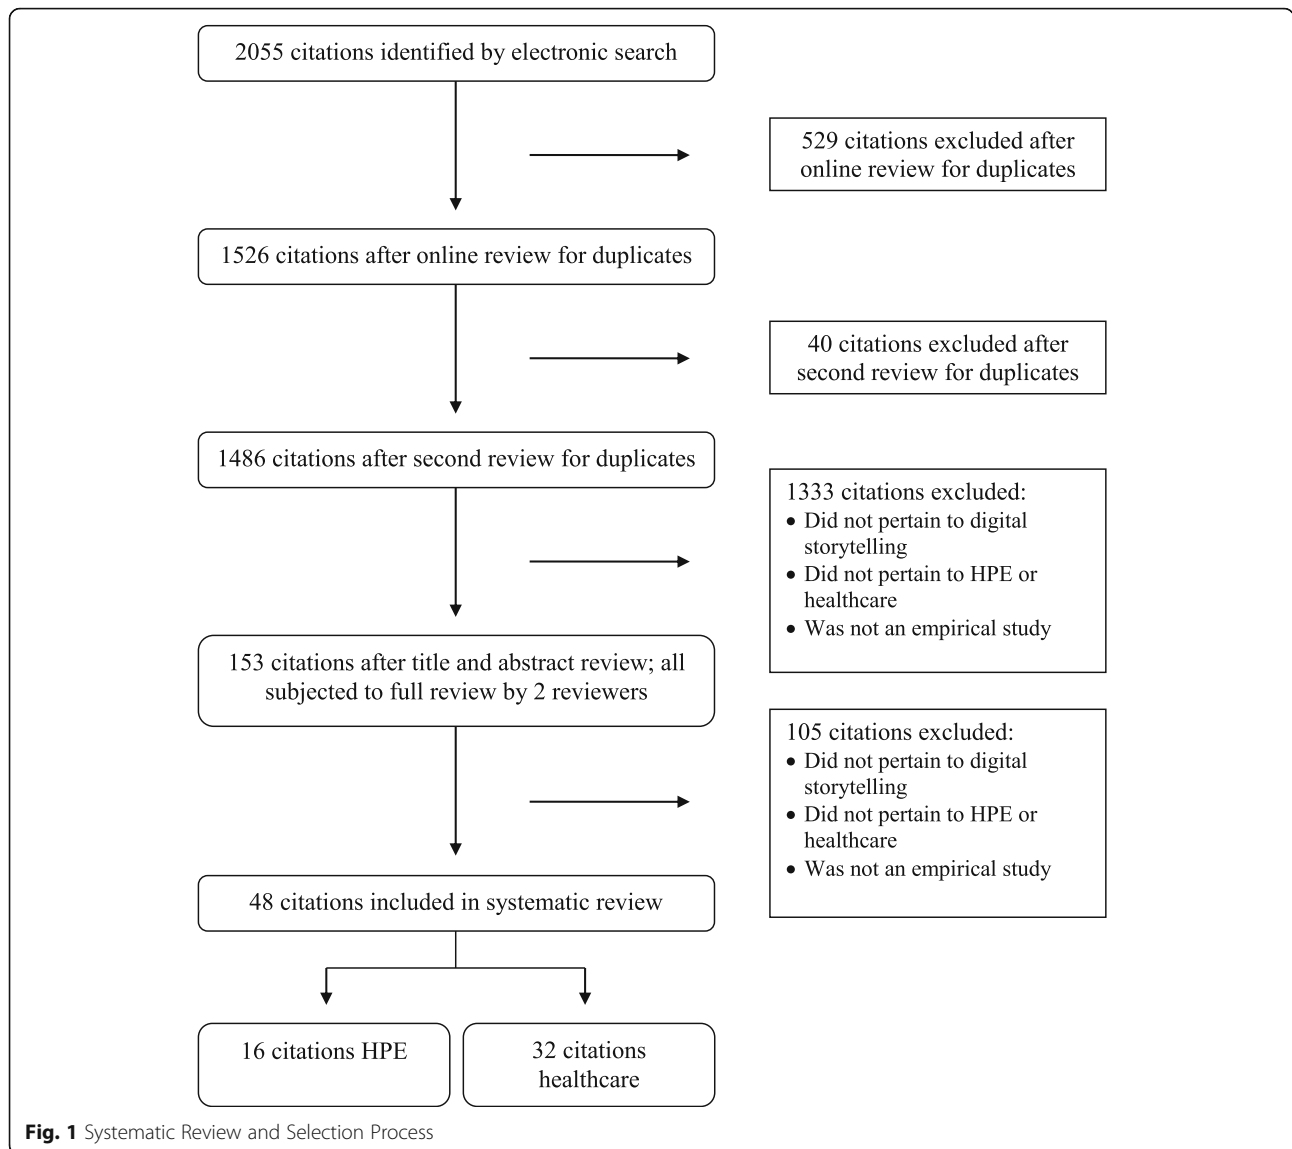 2055 citations identified by electronic search
529 citations excluded after
online review for duplicates
1526 citations after online review for duplicates
40 citations excluded after
second review for duplicates
1486 citations after second review for duplicates
1333 citations excluded:
• Did not pertain to digital
storytelling
• Did not pertain to HPE or
healthcare
• Was not an empirical study
153 citations after title and abstract review; all
subjected to full review by 2 reviewers
105 citations excluded:
• Did not pertain to digital
storytelling
• Did not pertain to HPE or
healthcare
• Was not an empirical study
48 citations included in systematic review
16 citations HPE
32 citations
healthcare
Fig. 1 Systematic Review and Selection Process